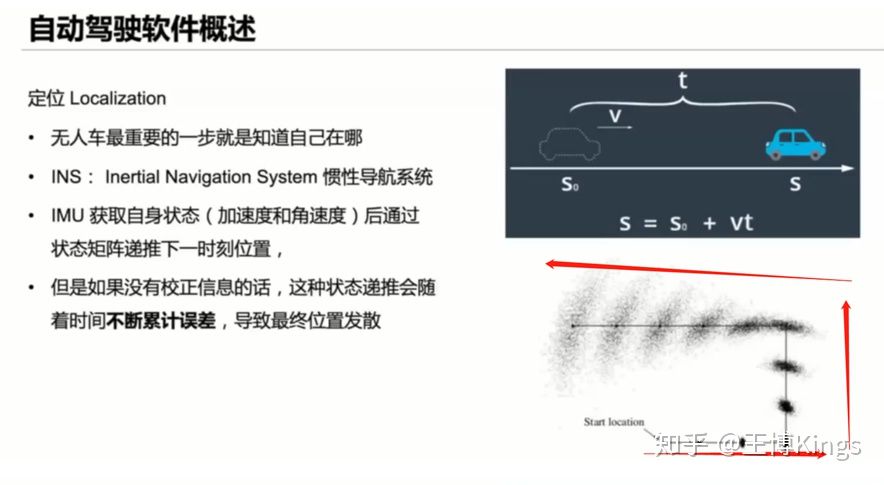 自动驾驶软件概述
定位 Localization
• 无人车最重要的一步就是知道自己在哪
• INS： Inertial Navigation System 惯性导航系统
• IMU 获取自身状态（加速度和角速度）后通过
状态矩阵递推下一时刻位置，
• 但是如果没有校正信息的话，这种状态递推会随
着时间不断累计误差，导致最终位置发散
t
v
s₀
s
s = s₀ + vt
Start location
知乎 @王博Kings